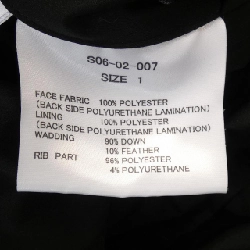 S06-02-007
SIZE 1
FACE FABRIC 100% POLYESTER
(BACK SIDE POLYURETHANE LAMINATION)
LINING 100% POLYESTER
(BACK SIDE POLYURETHANE LAMINATION)
WADDING 90% DOWN
10% FEATHER
RIB PART 96% POLYESTER
4% POLYURETHANE